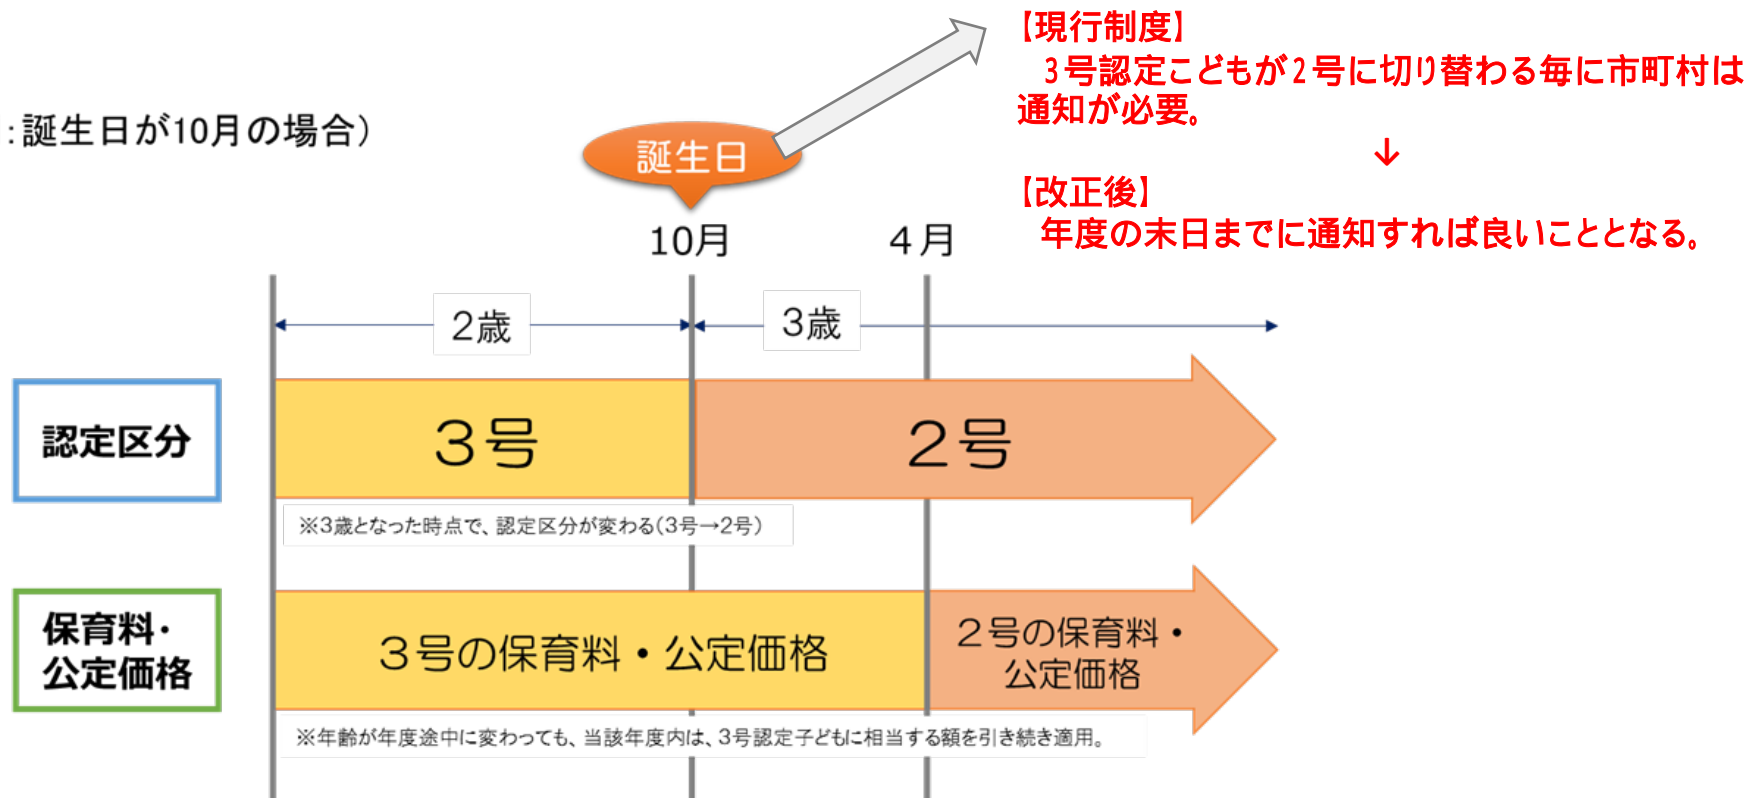 【現行制度】
3号認定こどもが2号に切り替わる毎に市町村は
通知が必要。
↓
【改正後】
年度の末日までに通知すれば良いこととなる。
：誕生日が10月の場合）
誕生日
10月
4月
2歳
3歳
認定区分
3号
2号
※3歳となった時点で、認定区分が変わる（3号→2号）
保育料・
公定価格
3号の保育料・公定価格
2号の保育料・
公定価格
※年齢が年度途中に変わっても、当該年度内は、3号認定子どもに相当する額を引き続き適用。